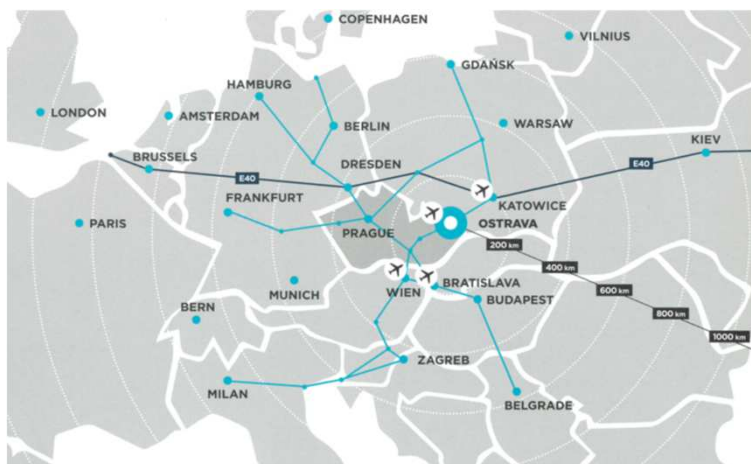 COPENHAGEN
VILNIUS
GDAŃSK
HAMBURG
LONDON
AMSTERDAM
BERLIN
WARSAW
KIEV
BRUSSELS
DRESDEN
E40
E40
FRANKFURT
KATOWICE
PARIS
PRAGUE
OSTRAVA
200 km
400 km
MUNICH
WIEN
BRATISLAVA
BUDAPEST
600 km
BERN
800 km
1000 km
ZAGREB
MILAN
BELGRADE